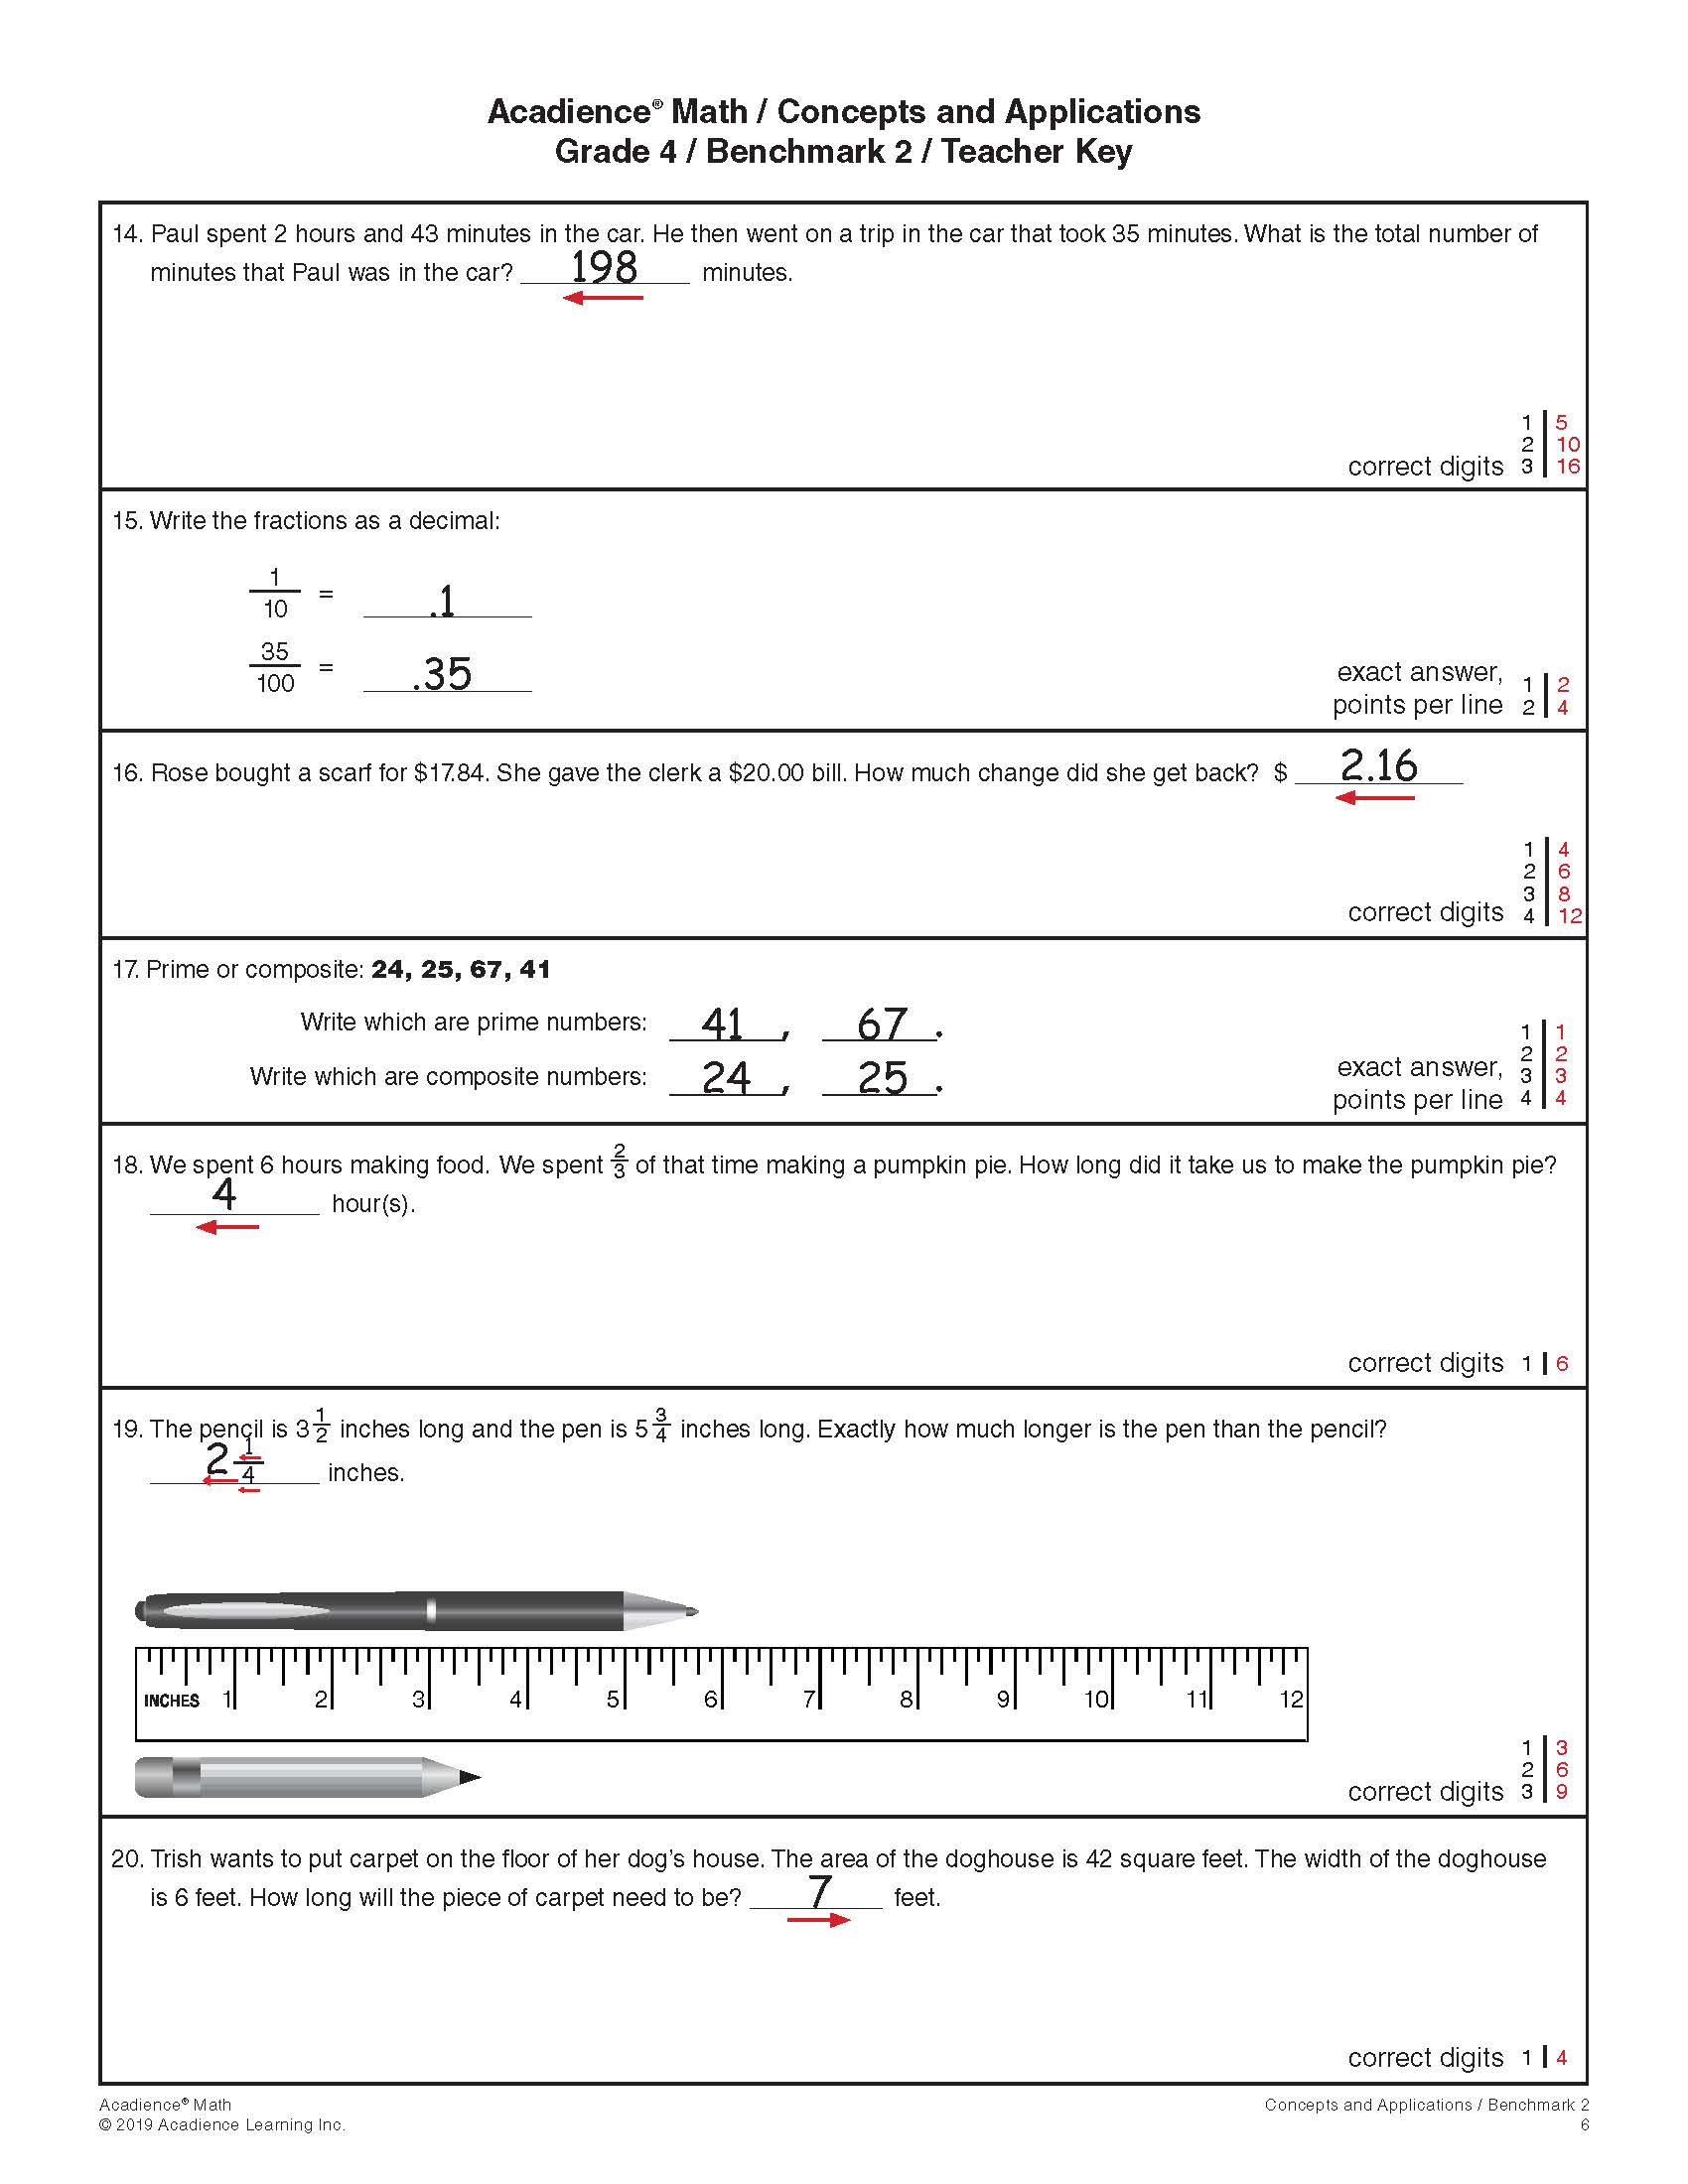 Acadience® Math / Concepts and Applications
Grade 4 / Benchmark 2 / Teacher Key
14. Paul spent 2 hours and 43 minutes in the car. He then went on a trip in the car that took 35 minutes. What is the total number of
minutes that Paul was in the car? 198 minutes.
1 5
2 10
correct digits 3 16
15. Write the fractions as a decimal:
1/10 = .1
35/100 = .35
exact answer, 1 2
points per line 2 4
16. Rose bought a scarf for $17.84. She gave the clerk a $20.00 bill. How much change did she get back? $ 2.16
1 4
2 6
3 8
correct digits 4 12
17. Prime or composite: 24, 25, 67, 41
Write which are prime numbers: 41 , 67 .
Write which are composite numbers: 24 , 25 .
1 1
2 2
exact answer, 3 3
points per line 4 4
18. We spent 6 hours making food. We spent 2/3 of that time making a pumpkin pie. How long did it take us to make the pumpkin pie?
4 hour(s).
correct digits 1 6
19. The pencil is 3 1/2 inches long and the pen is 5 3/4 inches long. Exactly how much longer is the pen than the pencil?
2 1/4 inches.
INCHES 1 2 3 4 5 6 7 8 9 10 11 12
1 3
2 6
correct digits 3 9
20. Trish wants to put carpet on the floor of her dog's house. The area of the doghouse is 42 square feet. The width of the doghouse
is 6 feet. How long will the piece of carpet need to be? 7 feet.
correct digits 1 4
Acadience® Math
© 2019 Acadience Learning Inc.
Concepts and Applications / Benchmark 2
6